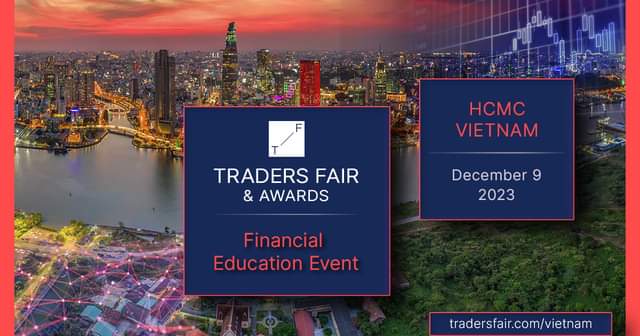 T F
TRADERS FAIR
& AWARDS
Financial
Education Event
HCMC
VIETNAM
December 9
2023
tradersfair.com/vietnam